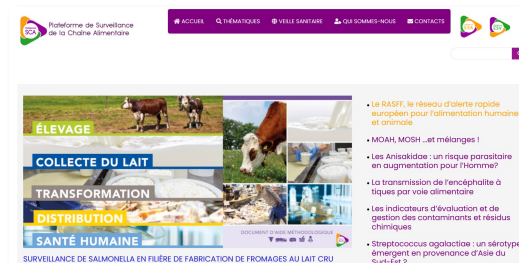 Plateforme de Surveillance
de la Chaîne Alimentaire
SCA
ACCUEIL
THÉMATIQUES
VEILLE SANITAIRE
QUI SOMMES-NOUS
CONTACTS
ÉLEVAGE
COLLECTE DU LAIT
TRANSFORMATION
DISTRIBUTION
SANTÉ HUMAINE
DOCUMENT D'AIDE MÉTHODOLOGIQUE
SURVEILLANCE DE SALMONELLA EN FILIÈRE DE FABRICATION DE FROMAGES AU LAIT CRU
Le RASFF, le réseau d'alerte rapide
européen pour l'alimentation humaine
et animale
MOAH, MOSH ...et mélanges !
Les Anisakidae : un risque parasitaire
en augmentation pour l'Homme?
La transmission de l'encéphalite à
tiques par voie alimentaire
Les indicateurs d'évaluation et de
gestion des contaminants et résidus
chimiques
Streptococcus agalactiae : un sérotype
émergent en provenance d'Asie du
Sud-Est ?